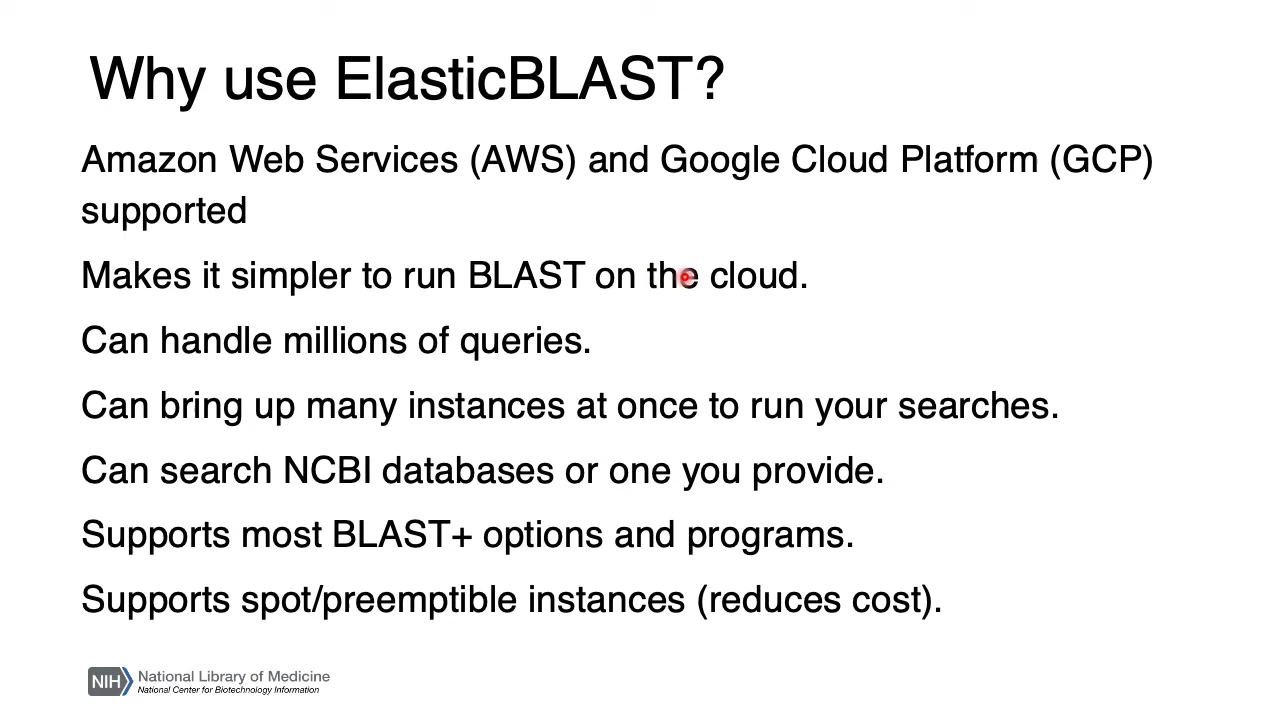 Why use ElasticBLAST?
Amazon Web Services (AWS) and Google Cloud Platform (GCP)
supported
Makes it simpler to run BLAST on the cloud.
Can handle millions of queries.
Can bring up many instances at once to run your searches.
Can search NCBI databases or one you provide.
Supports most BLAST+ options and programs.
Supports spot/preemptible instances (reduces cost).
NIH National Library of Medicine
National Center for Biotechnology Information